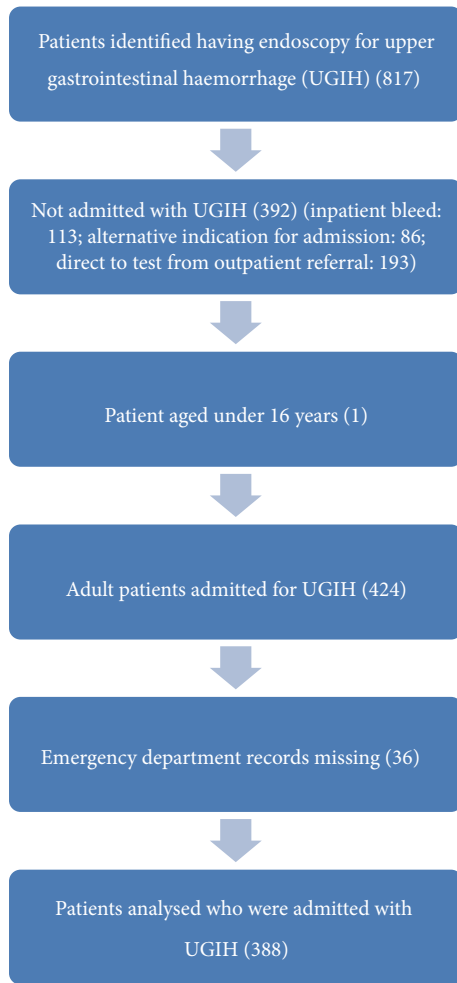 Patients identified having endoscopy for upper
gastrointestinal haemorrhage (UGIH) (817)
Not admitted with UGIH (392) (inpatient bleed:
113; alternative indication for admission: 86;
direct to test from outpatient referral: 193)
Patient aged under 16 years (1)
Adult patients admitted for UGIH (424)
Emergency department records missing (36)
Patients analysed who were admitted with
UGIH (388)